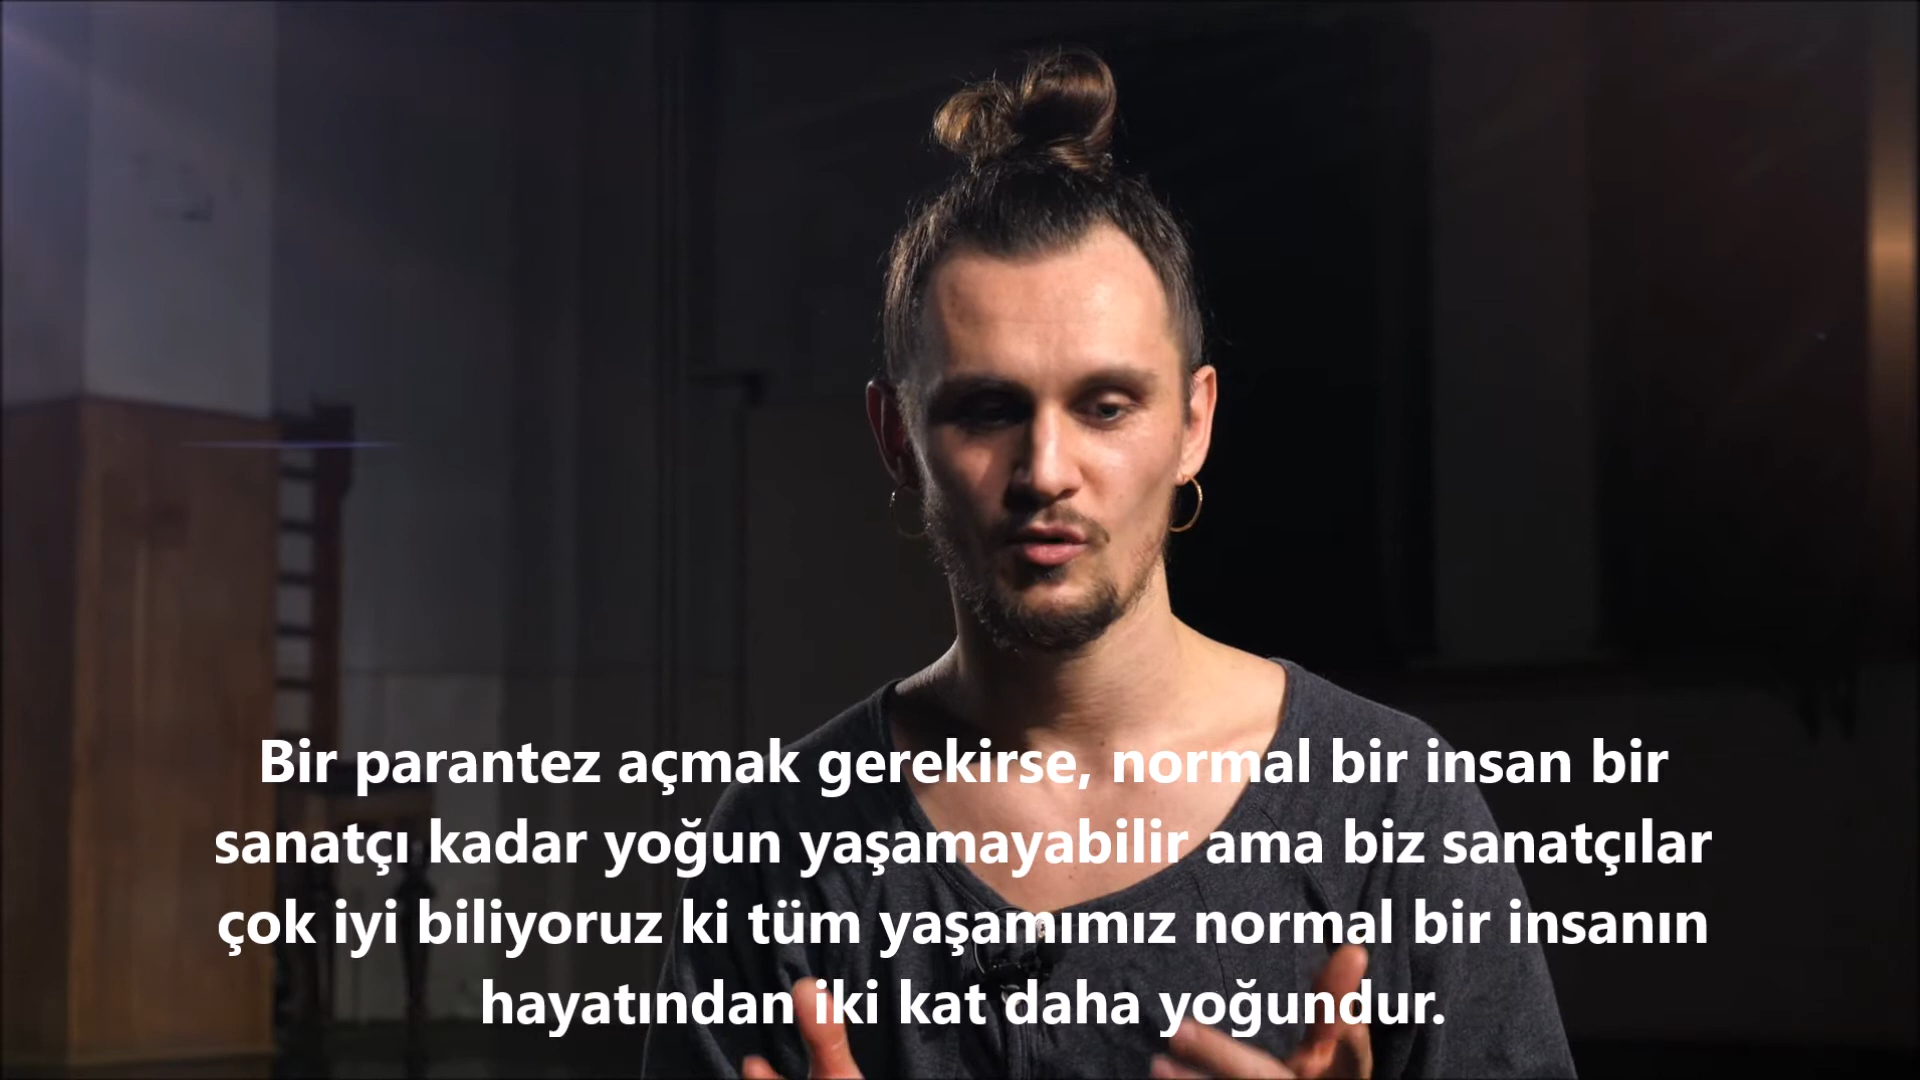 Bir parantez açmak gerekirse, normal bir insan bir
sanatçı kadar yoğun yaşamayabilir ama biz sanatçılar
çok iyi biliyoruz ki tüm yaşamımız normal bir insanın
hayatından iki kat daha yoğundur.